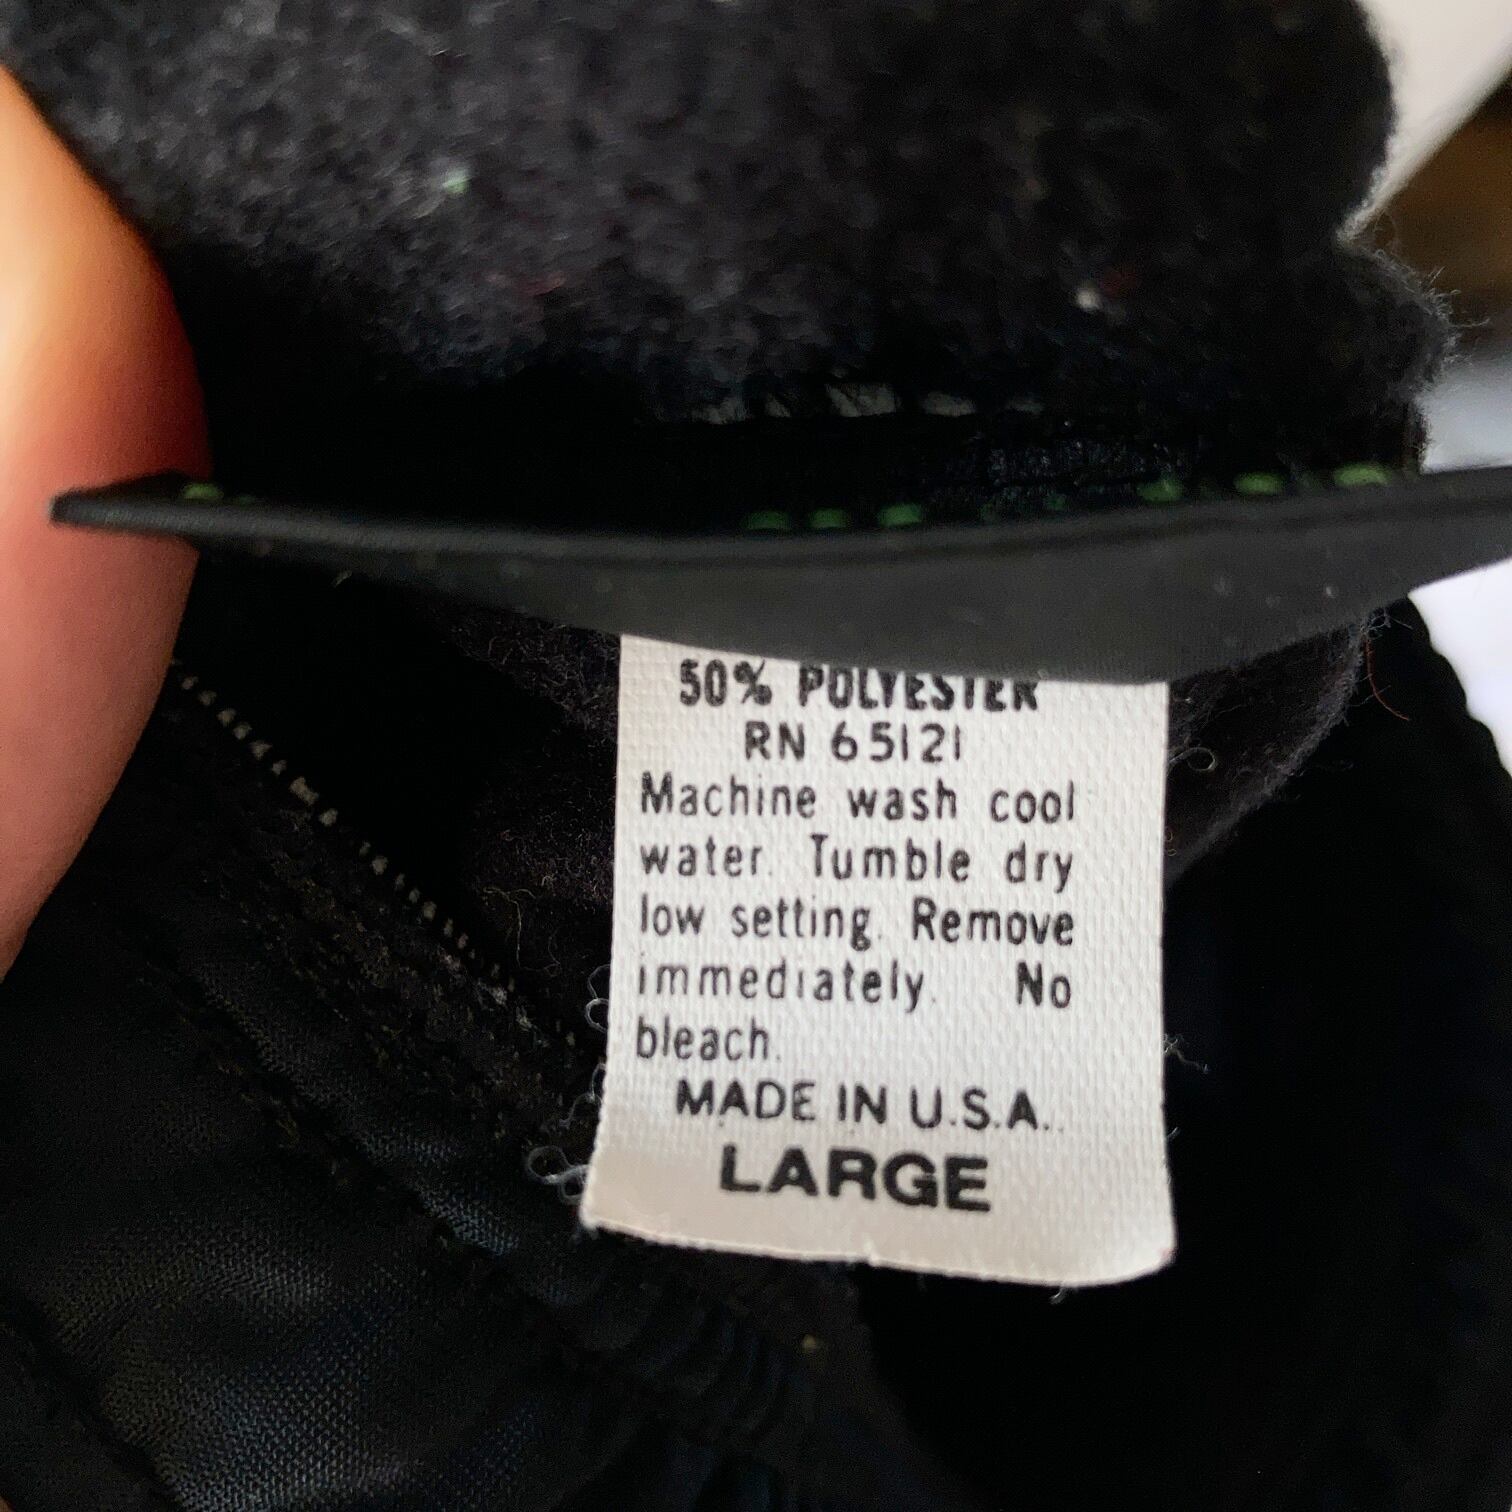 50% POLYESTER
RN 65121
Machine wash cool
water. Tumble dry
low setting. Remove
immediately. No
bleach.
MADE IN U.S.A..
LARGE